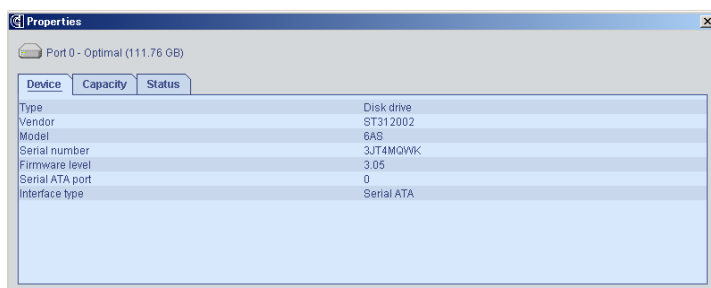 Properties
Port 0 - Optimal (111.76 GB)
Device Capacity Status
Type Disk drive
Vendor ST312002
Model 6AS
Serial number 3JT4MQWK
Firmware level 3.05
Serial ATA port 0
Interface type Serial ATA